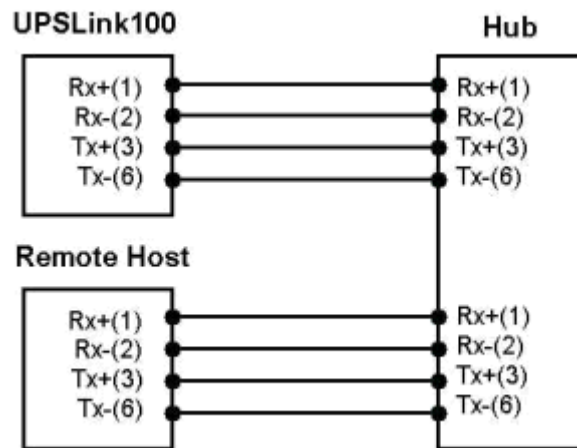 UPSLink100
Hub
Rx+(1)
Rx-(2)
Tx+(3)
Tx-(6)
Rx+(1)
Rx-(2)
Tx+(3)
Tx-(6)
Remote Host
Rx+(1)
Rx-(2)
Tx+(3)
Tx-(6)
Rx+(1)
Rx-(2)
Tx+(3)
Tx-(6)